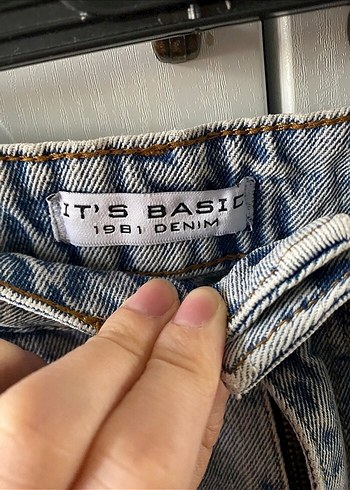 IT'S BASIC
1981 DENIM